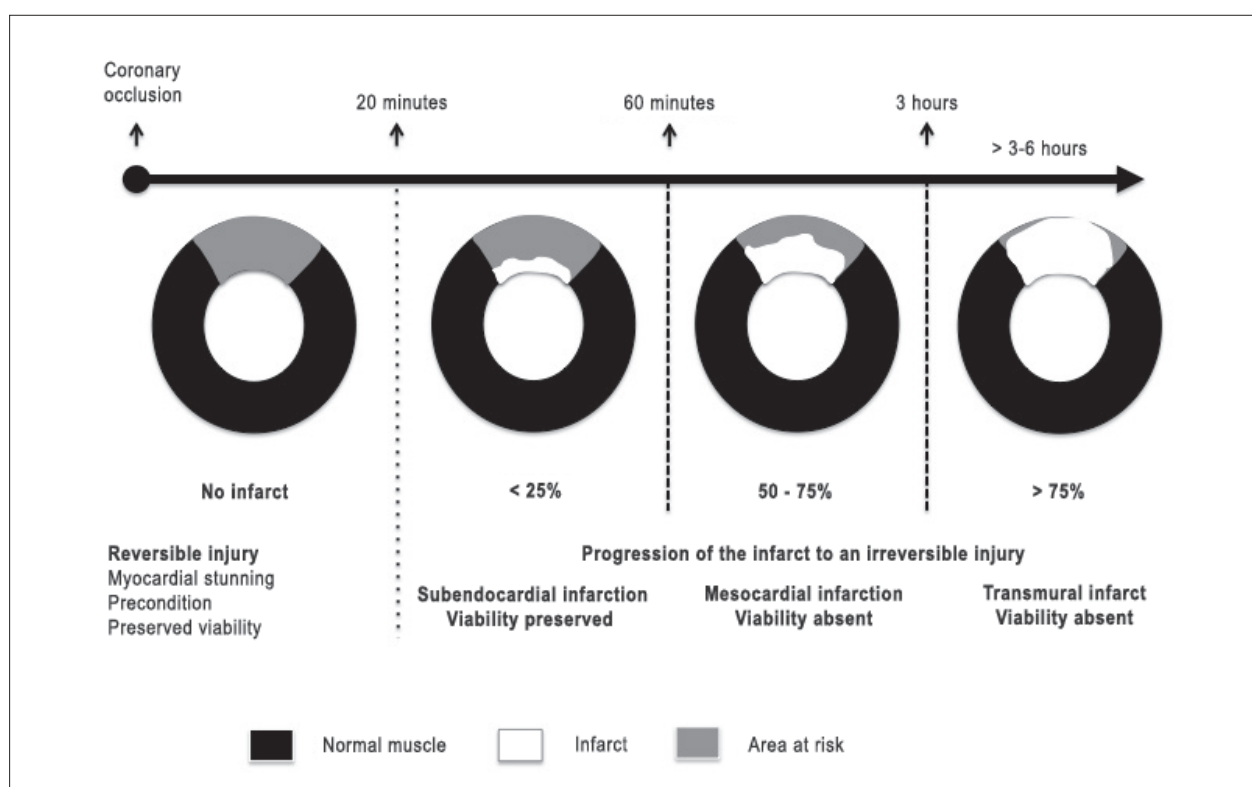 Coronary
occlusion
20 minutes
60 minutes
3 hours
> 3-6 hours
No infarct
< 25%
50 - 75%
> 75%
Reversible injury
Myocardial stunning
Precondition
Preserved viability
Progression of the infarct to an irreversible injury
Subendocardial infarction
Viability preserved
Mesocardial infarction
Viability absent
Transmural infarct
Viability absent
Normal muscle
Infarct
Area at risk